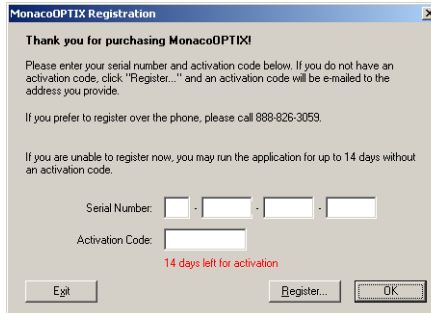 MonacoOPTIX Registration
Thank you for purchasing MonacoOPTIX!
Please enter your serial number and activation code below. If you do not have an
activation code, click "Register..." and an activation code will be e-mailed to the
address you provide.
If you prefer to register over the phone, please call 888-826-3059.
If you are unable to register now, you may run the application for up to 14 days without
an activation code.
Serial Number: - - -
Activation Code:
14 days left for activation
Exit Register... OK